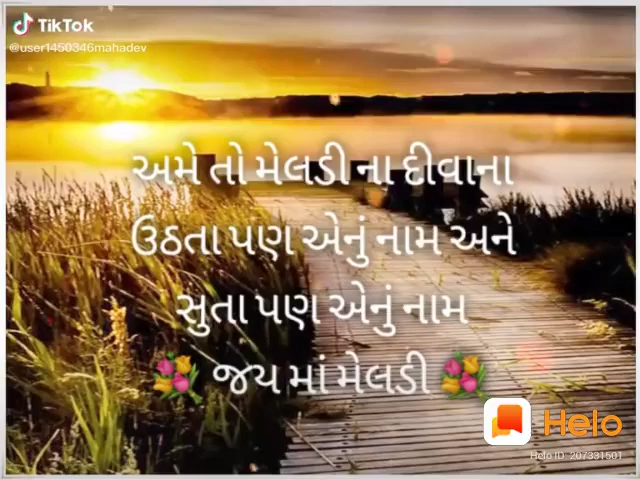 TikTok
@user1450346mahadev
અમે તો મેલડી ના દીવાના
ઉઠતા પણ એનું નામ અને
સુતા પણ એનું નામ
💐 જય માં મેલડી 💐
Helo
Helo ID: 207331501